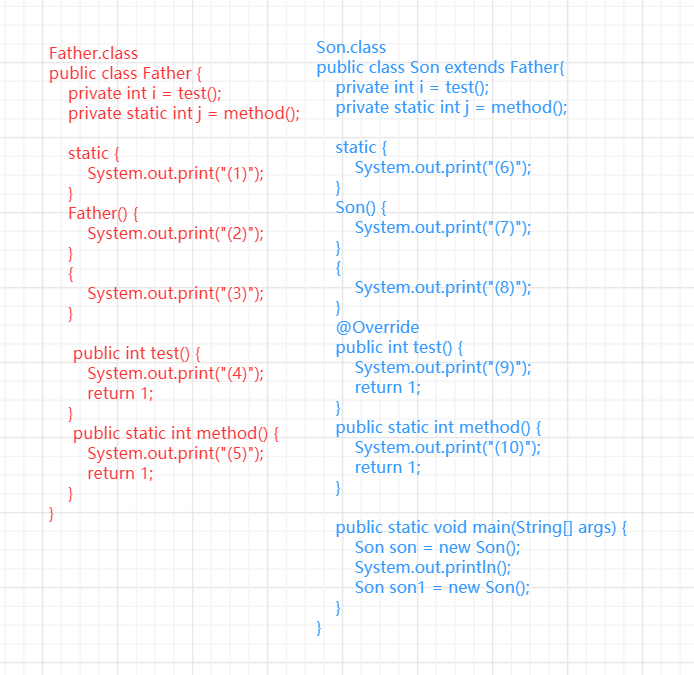 Father.class
public class Father {
private int i = test();
private static int j = method();
static {
System.out.print("(1)");
}
Father() {
System.out.print("(2)");
}
{
System.out.print("(3)");
}
public int test() {
System.out.print("(4)");
return 1;
}
public static int method() {
System.out.print("(5)");
return 1;
}
}
Son.class
public class Son extends Father{
private int i = test();
private static int j = method();
static {
System.out.print("(6)");
}
Son() {
System.out.print("(7)");
}
{
System.out.print("(8)");
}
@Override
public int test() {
System.out.print("(9)");
return 1;
}
public static int method() {
System.out.print("(10)");
return 1;
}
public static void main(String[] args) {
Son son = new Son();
System.out.println();
Son son1 = new Son();
}
}